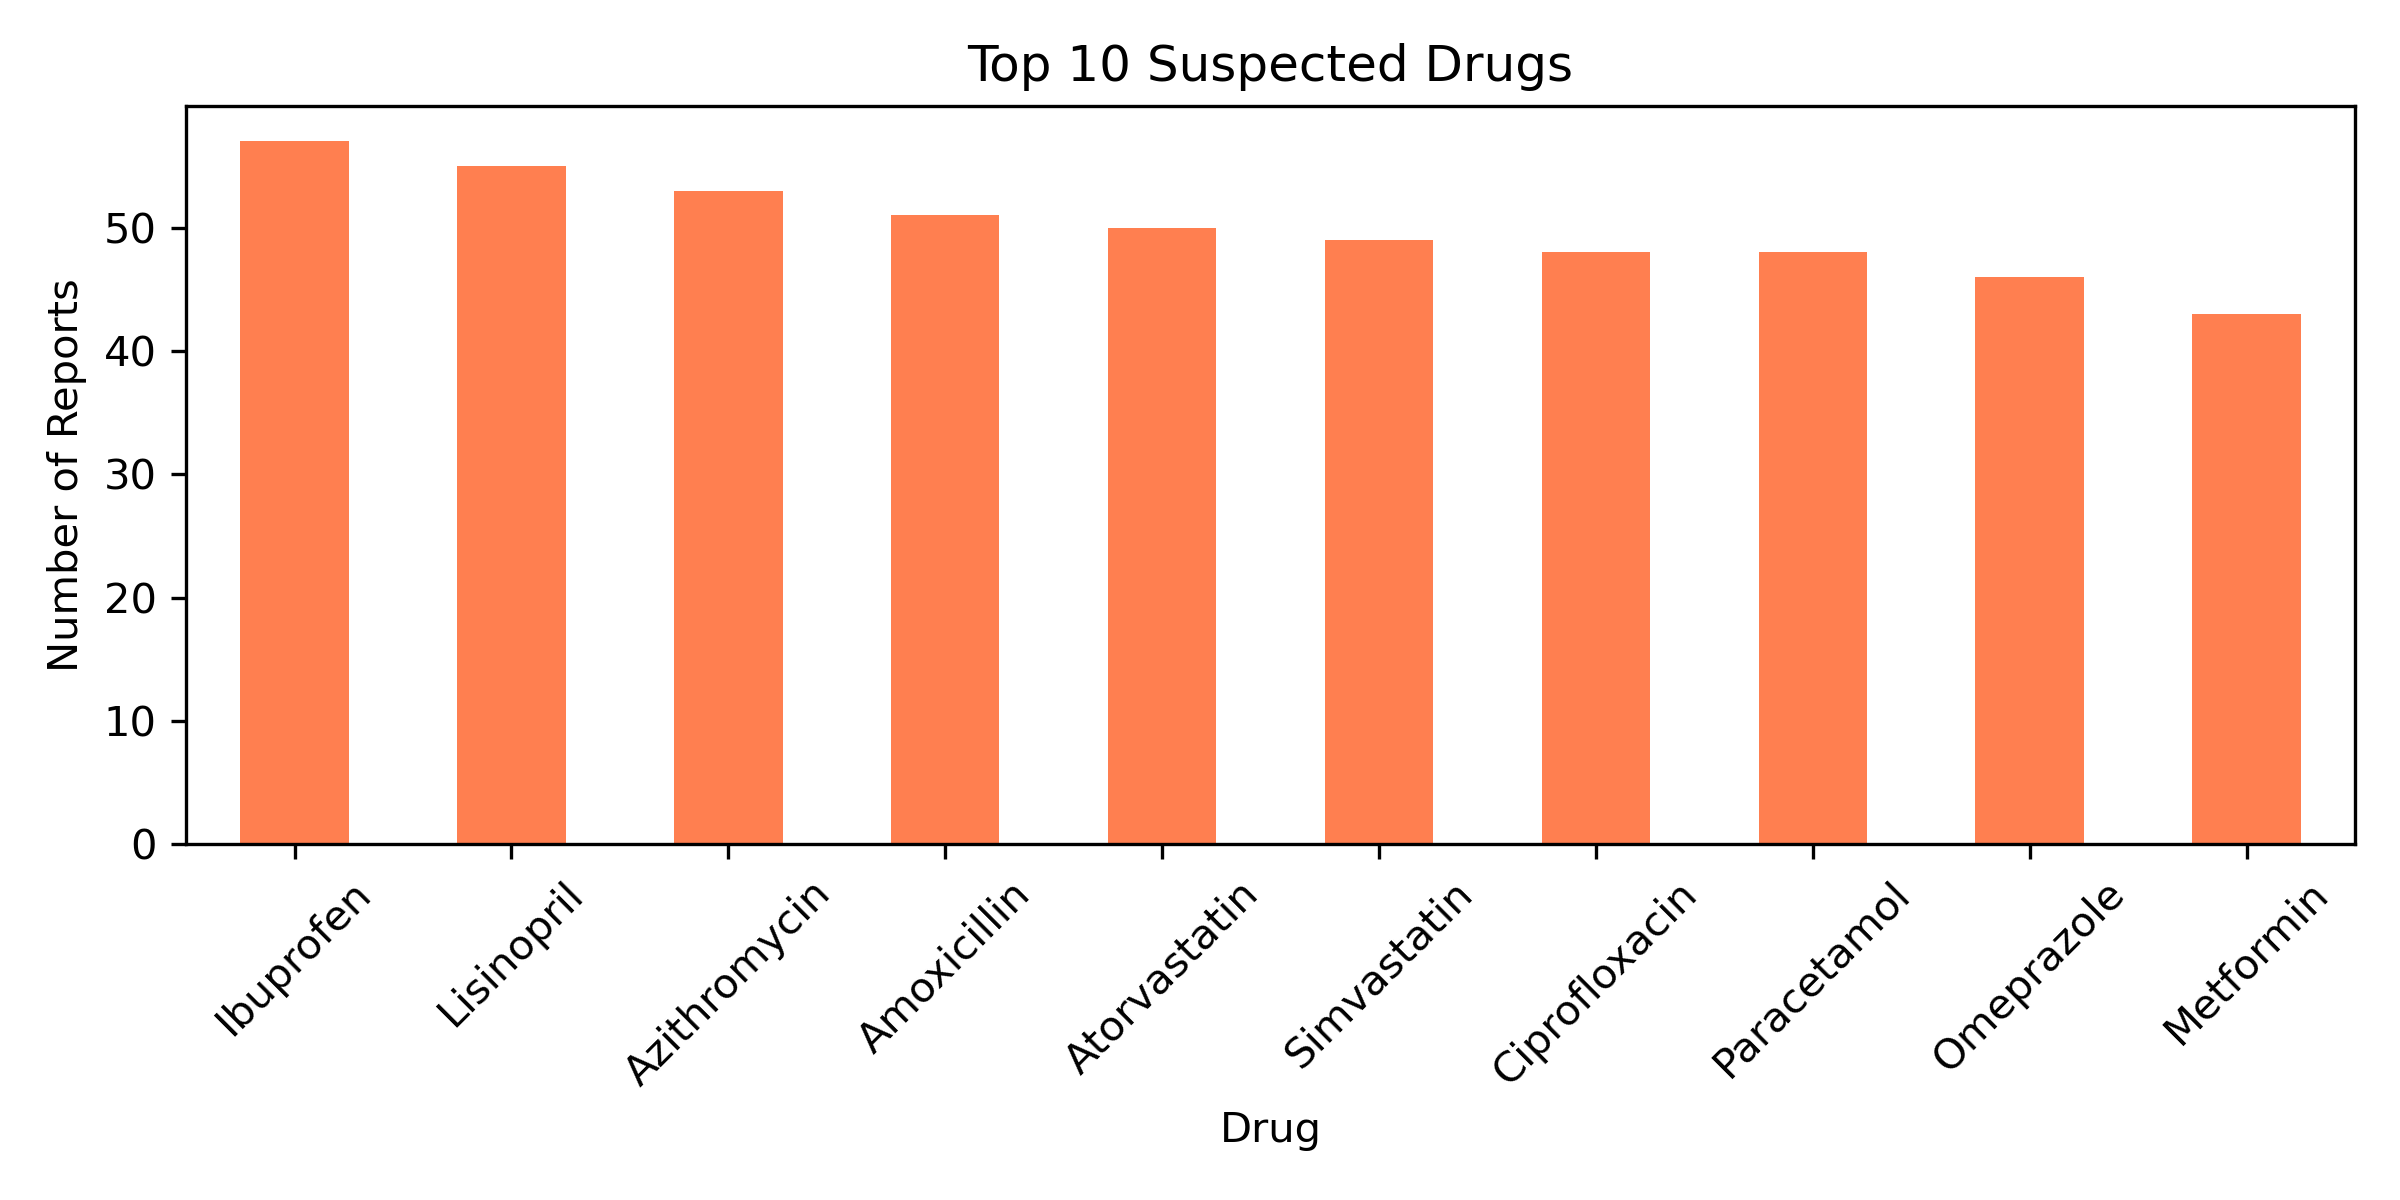 Top 10 Suspected Drugs
Number of Reports
50
40
30
20
10
0
Ibuprofen
Lisinopril
Azithromycin
Amoxicillin
Atorvastatin
Simvastatin
Ciprofloxacin
Paracetamol
Omeprazole
Metformin
Drug